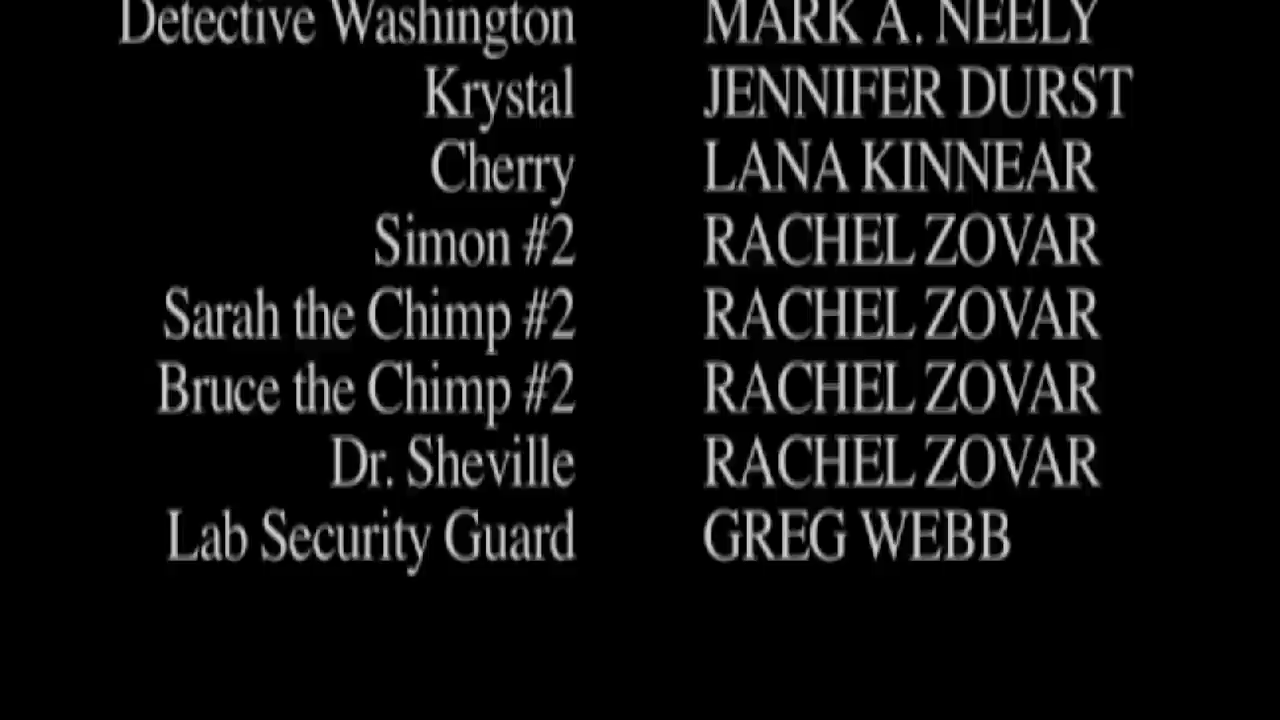 Detective Washington MARK A. NEELY
Krystal JENNIFER DURST
Cherry LANA KINNEAR
Simon #2 RACHEL ZOVAR
Sarah the Chimp #2 RACHEL ZOVAR
Bruce the Chimp #2 RACHEL ZOVAR
Dr. Sheville RACHEL ZOVAR
Lab Security Guard GREG WEBB